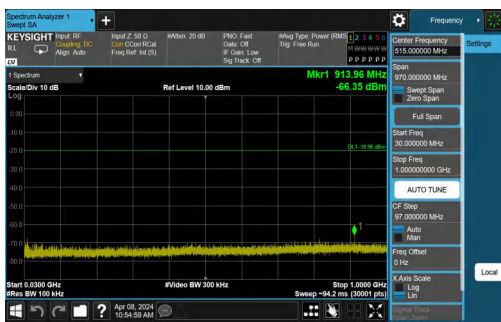 Spectrum Analyzer 1
Swept SA
Frequency
KEYSIGHT
RL
Input: RF
Coupling: DC
Align: Auto
Input Z: 50 Ω
Corr CCorr RCal
Freq Ref: Int (S)
#Atten: 20 dB
PNO: Fast
Gate: Off
IF Gain: Low
Sig Track: Off
#Avg Type: Power (RMS)
Trig: Free Run
1 2 3 4 5 6
M W W W W W
P P P P P P
LV
1 Spectrum
Scale/Div 10 dB
Ref Level 10.00 dBm
Mkr1 913.96 MHz
-66.35 dBm
Log
0.00
-10.0
-20.0
DL1 -19.98 dBm
-30.0
-40.0
-50.0
-60.0
1
-70.0
-80.0
Start 0.0300 GHz
#Res BW 100 kHz
#Video BW 300 kHz
Stop 1.0000 GHz
Sweep ~94.2 ms (30001 pts)
Apr 08, 2024
10:54:59 AM
?
Center Frequency
515.000000 MHz
Settings
Span
970.000000 MHz
Swept Span
Zero Span
Full Span
Start Freq
30.000000 MHz
Stop Freq
1.000000000 GHz
AUTO TUNE
CF Step
97.000000 MHz
Auto
Man
Freq Offset
0 Hz
X Axis Scale
Log
Lin
Local
Signal Track